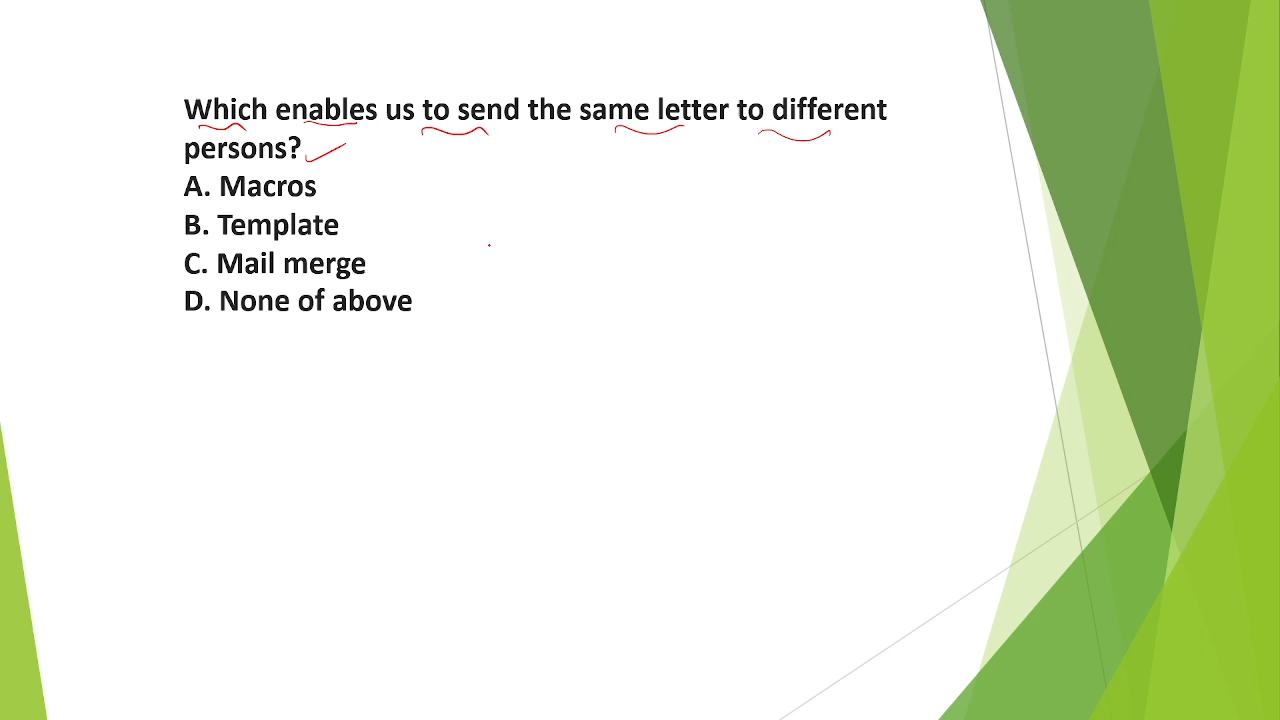 Which enables us to send the same letter to different
persons?
A. Macros
B. Template
C. Mail merge
D. None of above